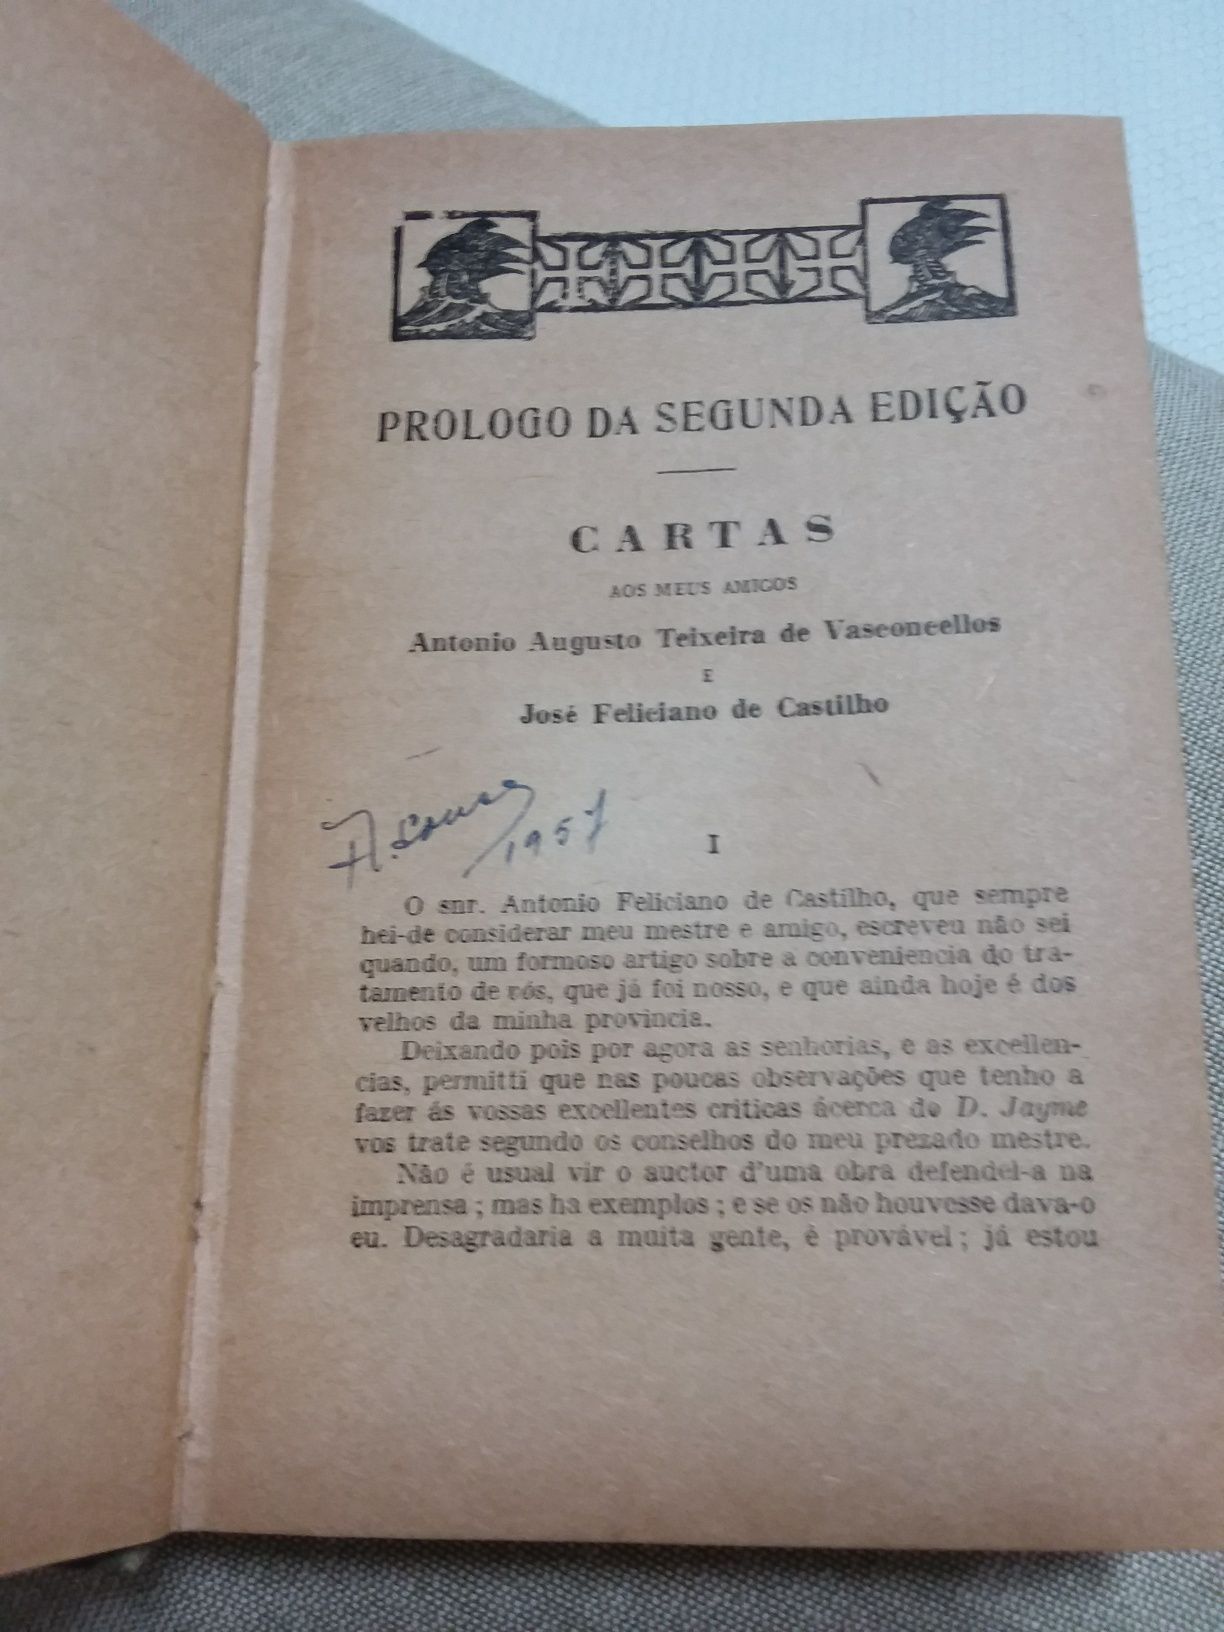 PROLOGO DA SEGUNDA EDIÇÃO
CARTAS
AOS MEUS AMIGOS
Antonio Augusto Teixeira de Vasconcellos
E
José Feliciano de Castilho
A. Sousa
1957
I
O snr. Antonio Feliciano de Castilho, que sempre
hei-de considerar meu mestre e amigo, escreveu não sei
quando, um formoso artigo sobre a conveniencia do tra-
tamento de vós, que já foi nosso, e que ainda hoje é dos
velhos da minha provincia.
Deixando pois por agora as senhorias, e as excellen-
cias, permitti que nas poucas observações que tenho a
fazer ás vossas excellentes criticas ácerca do D. Jayme
vos trate segundo os conselhos do meu prezado mestre.
Não é usual vir o auctor d'uma obra defendel-a na
imprensa ; mas ha exemplos ; e se os não houvesse dava-o
eu. Desagradaria a muita gente, é provável ; já estou